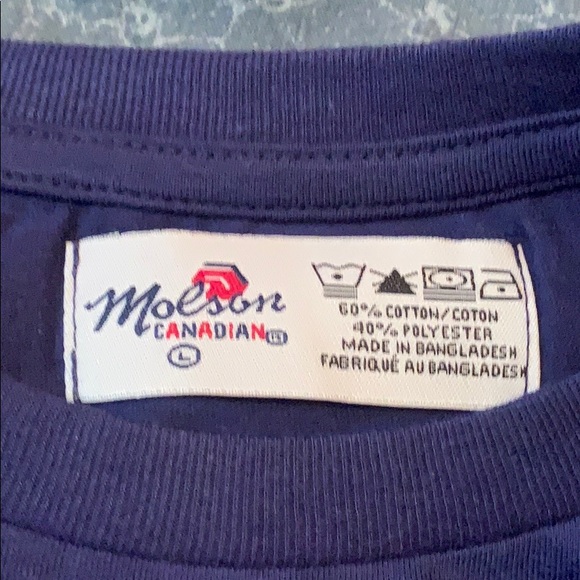 Molson
CANADIAN
L
60% COTTON/COTON
40% POLYESTER
MADE IN BANGLADESH
FABRIQUÉ AU BANGLADESH